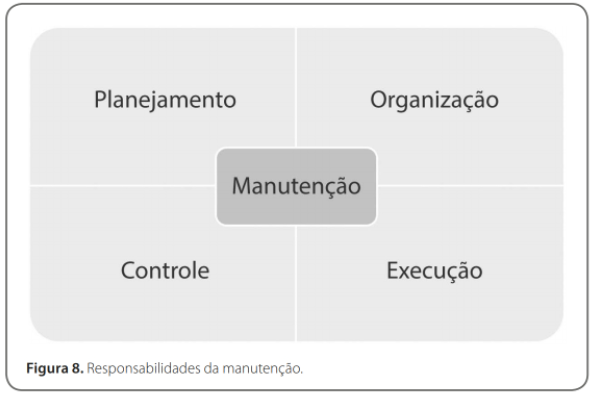 Planejamento
Organização
Manutenção
Controle
Execução
Figura 8. Responsabilidades da manutenção.